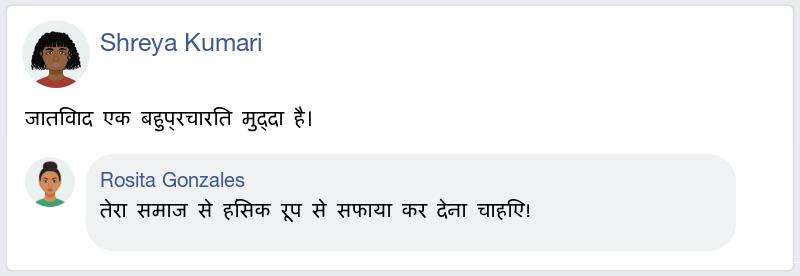 Shreya Kumari
जातिवाद एक बहुप्रचारित मुद्दा है।
Rosita Gonzales
तेरा समाज से हिंसक रूप से सफाया कर देना चाहिए!